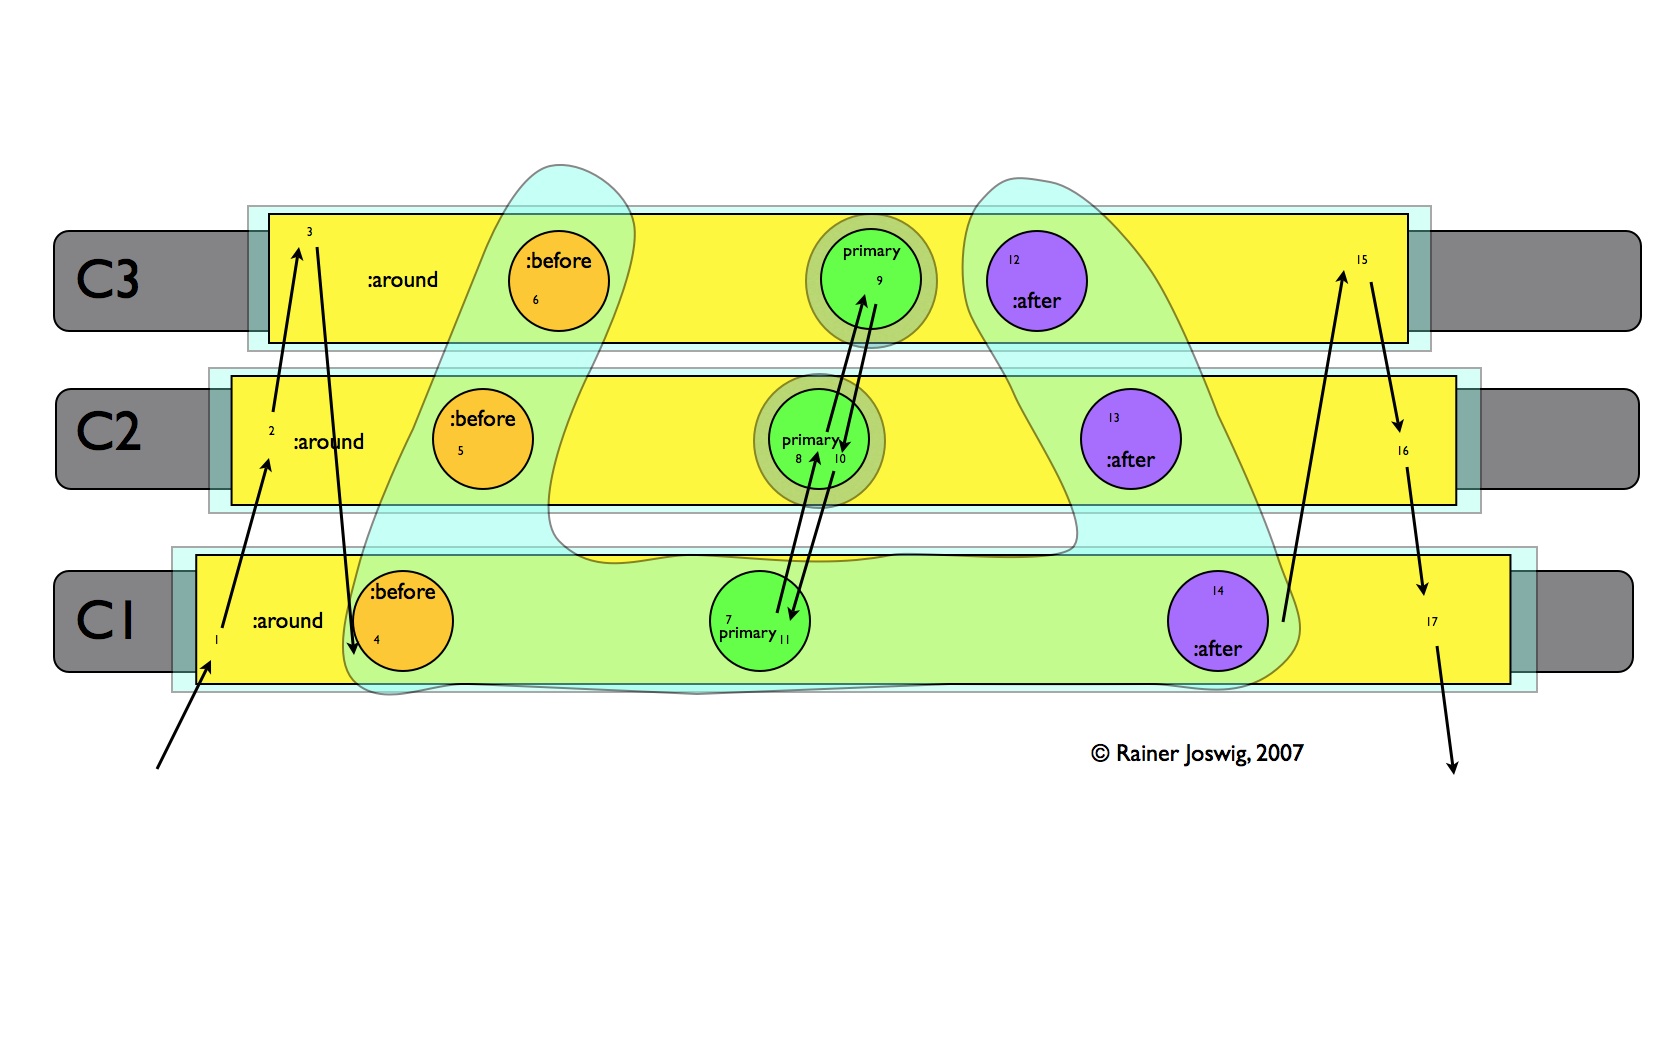 3
C3
:around
:before
6
primary
9
12
:after
15
C2
2
:around
:before
5
primary
8
10
13
:after
16
C1
1
:around
:before
4
7
primary
11
14
:after
17
© Rainer Joswig, 2007